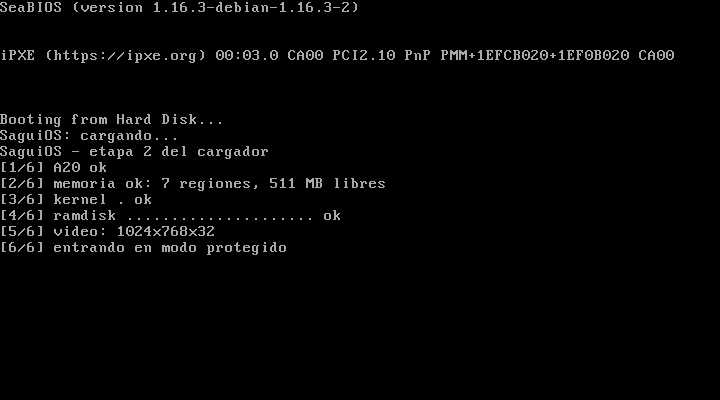 SeaBIOS (version 1.16.3-debian-1.16.3-2)
iPXE (https://ipxe.org) 00:03.0 CA00 PCI2.10 PnP PMM+1EFCB020+1EF0B020 CA00
Booting from Hard Disk...
SaguiOS: cargando...
SaguiOS - etapa 2 del cargador
[1/6] A20 ok
[2/6] memoria ok: 7 regiones, 511 MB libres
[3/6] kernel . ok
[4/6] ramdisk ..................... ok
[5/6] video: 1024x768x32
[6/6] entrando en modo protegido